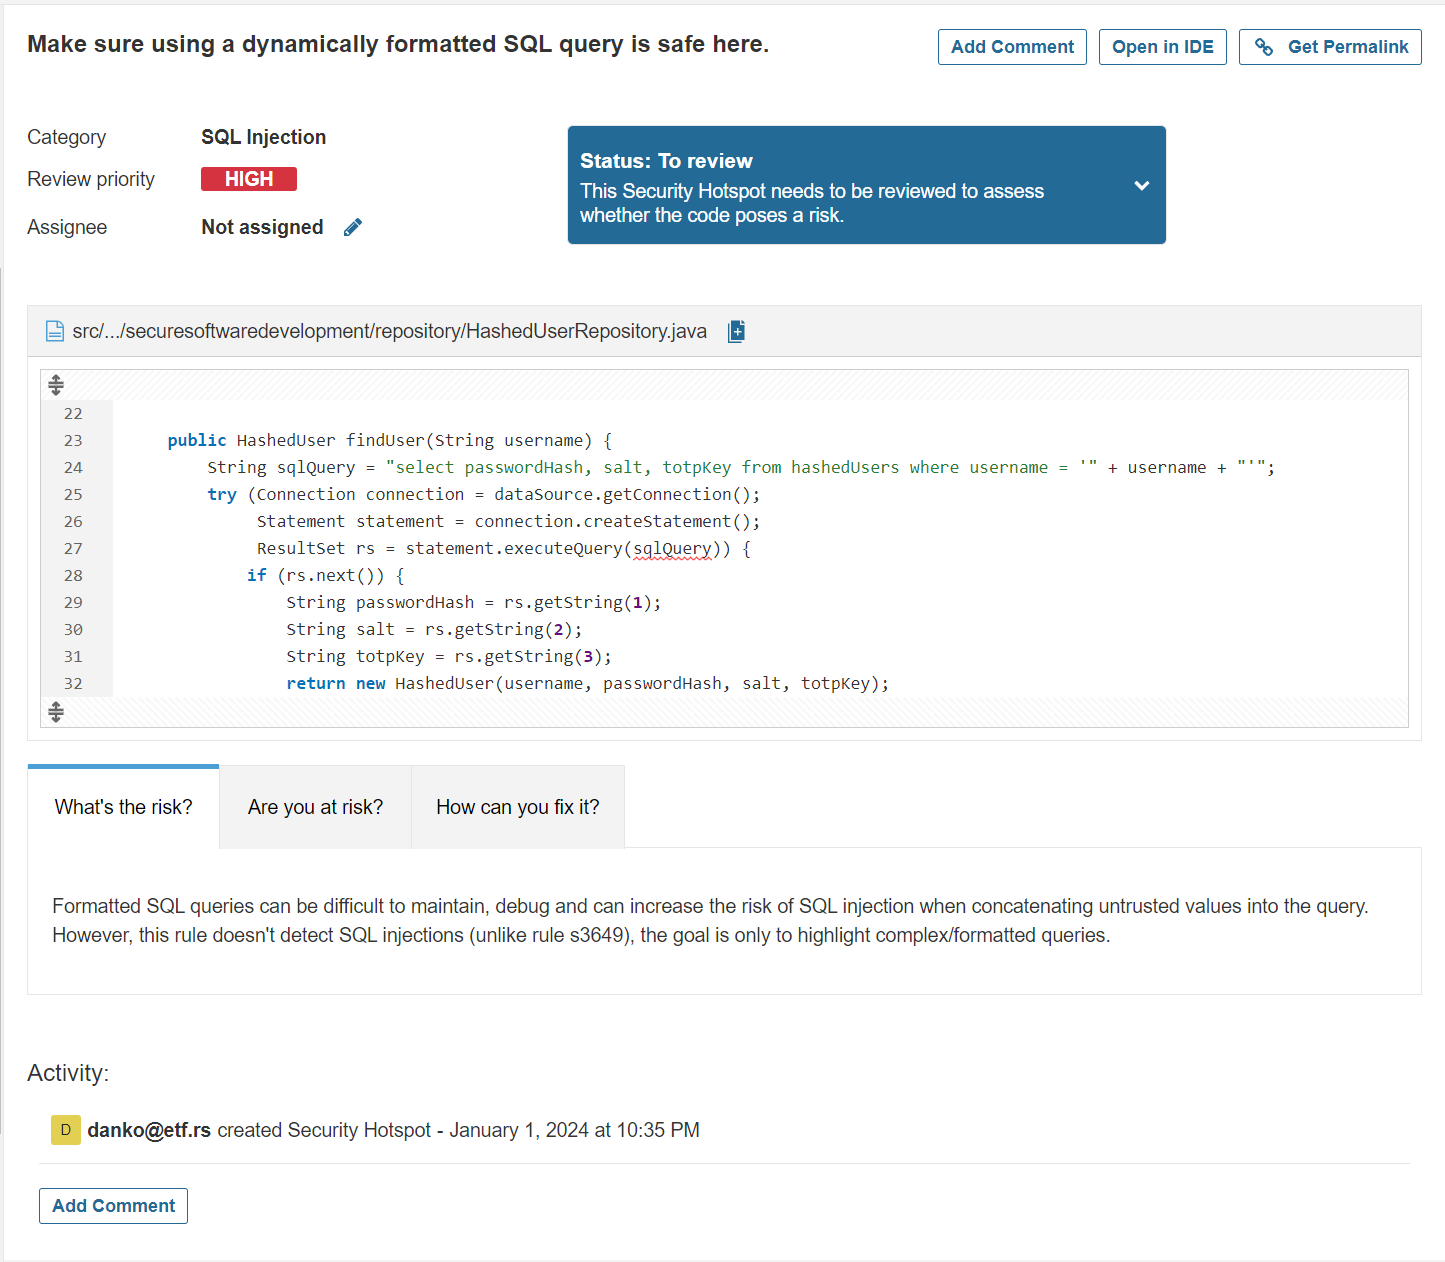 Make sure using a dynamically formatted SQL query is safe here.
Add Comment
Open in IDE
Get Permalink
Category SQL Injection
Review priority HIGH
Assignee Not assigned
Status: To review
This Security Hotspot needs to be reviewed to assess
whether the code poses a risk.
src/.../securesoftwaredevelopment/repository/HashedUserRepository.java
22
23 public HashedUser findUser(String username) {
24 String sqlQuery = "select passwordHash, salt, totpKey from hashedUsers where username = '" + username + "'";
25 try (Connection connection = dataSource.getConnection();
26 Statement statement = connection.createStatement();
27 ResultSet rs = statement.executeQuery(sqlQuery)) {
28 if (rs.next()) {
29 String passwordHash = rs.getString(1);
30 String salt = rs.getString(2);
31 String totpKey = rs.getString(3);
32 return new HashedUser(username, passwordHash, salt, totpKey);
What's the risk?
Are you at risk?
How can you fix it?
Formatted SQL queries can be difficult to maintain, debug and can increase the risk of SQL injection when concatenating untrusted values into the query.
However, this rule doesn't detect SQL injections (unlike rule s3649), the goal is only to highlight complex/formatted queries.
Activity:
D danko@etf.rs created Security Hotspot - January 1, 2024 at 10:35 PM
Add Comment